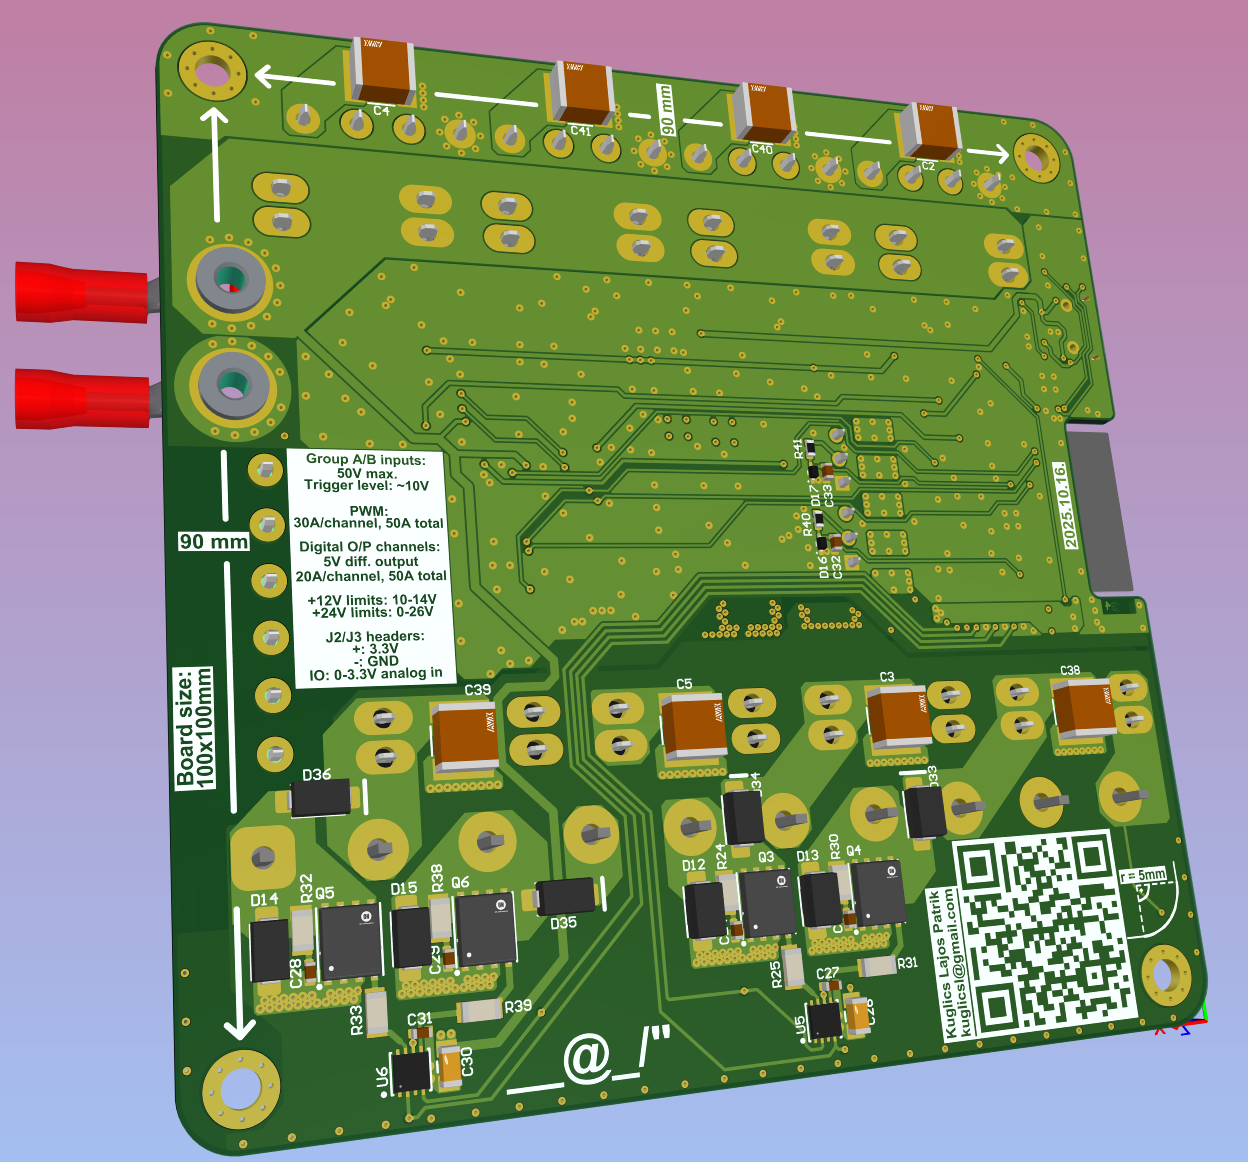 C4
C41
90 mm
C40
C2
R41
D17
C33
R40
D16
C32
2025.10.16.
Group A/B inputs:
50V max.
Trigger level: ~10V
PWM:
30A/channel, 50A total
Digital O/P channels:
5V diff. output
20A/channel, 50A total
+12V limits: 10-14V
+24V limits: 0-26V
J2/J3 headers:
+: 3.3V
-: GND
IO: 0-3.3V analog in
90 mm
Board size:
100x100mm
C39
C5
C3
C38
D36
D33
D14
R32
Q5
D15
R38
Q6
D35
D12
R24
Q3
D13
R30
Q4
C28
C29
R33
R39
R25
R31
C31
C27
U6
C30
U5
_@_/"
Kuglics Lajos Patrik
kuglicsl@gmail.com
r = 5mm